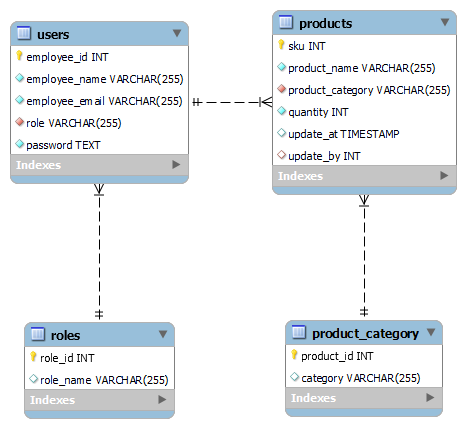 users
employee_id INT
employee_name VARCHAR(255)
employee_email VARCHAR(255)
role VARCHAR(255)
password TEXT
Indexes
products
sku INT
product_name VARCHAR(255)
product_category VARCHAR(255)
quantity INT
update_at TIMESTAMP
update_by INT
Indexes
roles
role_id INT
role_name VARCHAR(255)
Indexes
product_category
product_id INT
category VARCHAR(255)
Indexes